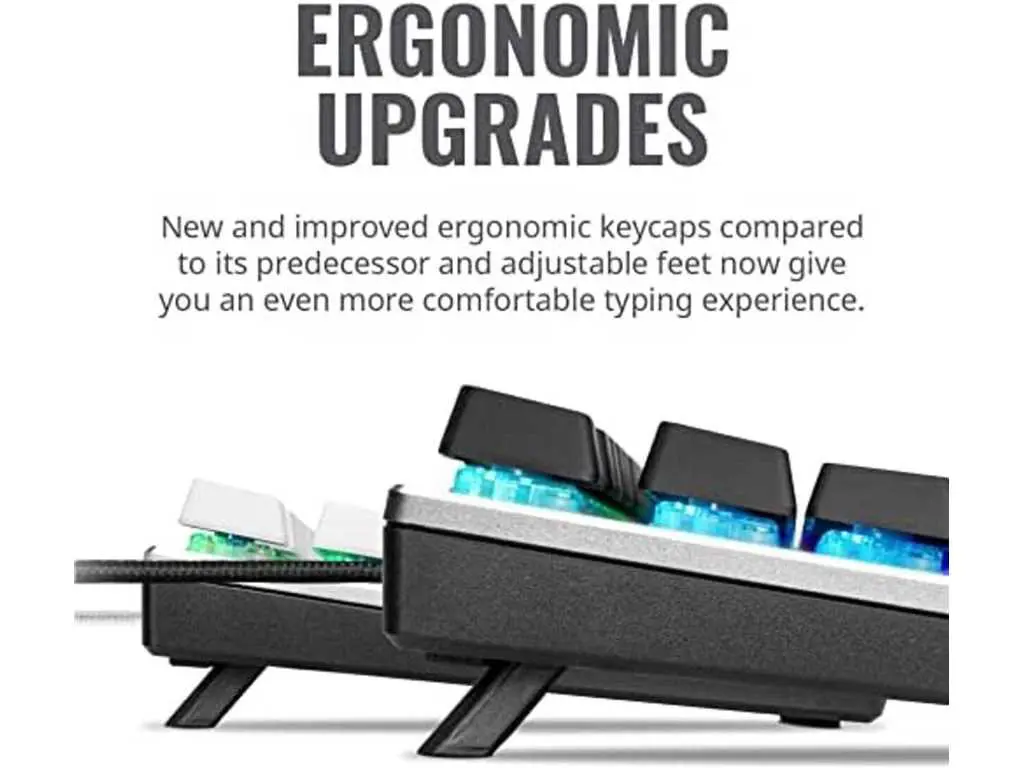 ERGONOMIC
UPGRADES
New and improved ergonomic keycaps compared
to its predecessor and adjustable feet now give
you an even more comfortable typing experience.